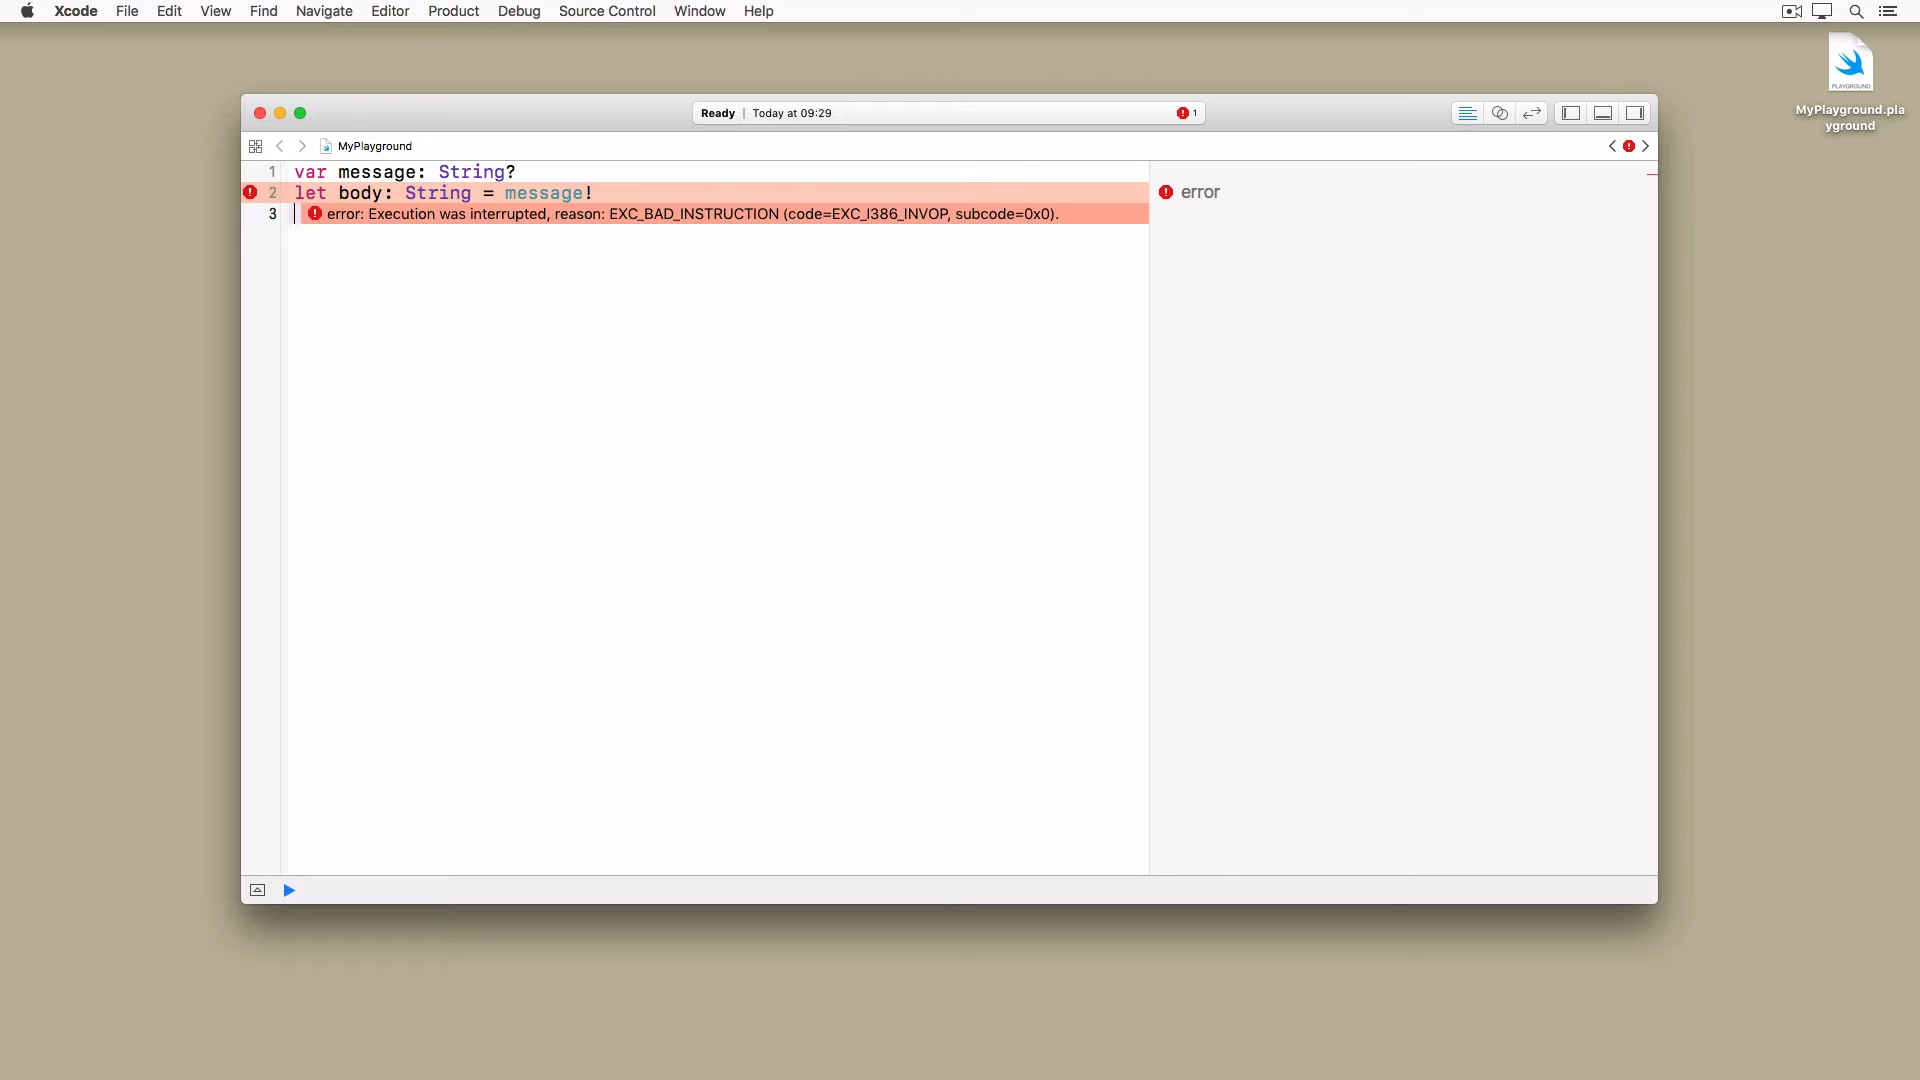 Xcode File Edit View Find Navigate Editor Product Debug Source Control Window Help
PLAYGROUND
MyPlayground.pla
yground
Ready | Today at 09:29 1
MyPlayground
1 var message: String?
2 let body: String = message!
error
3 error: Execution was interrupted, reason: EXC_BAD_INSTRUCTION (code=EXC_I386_INVOP, subcode=0x0).